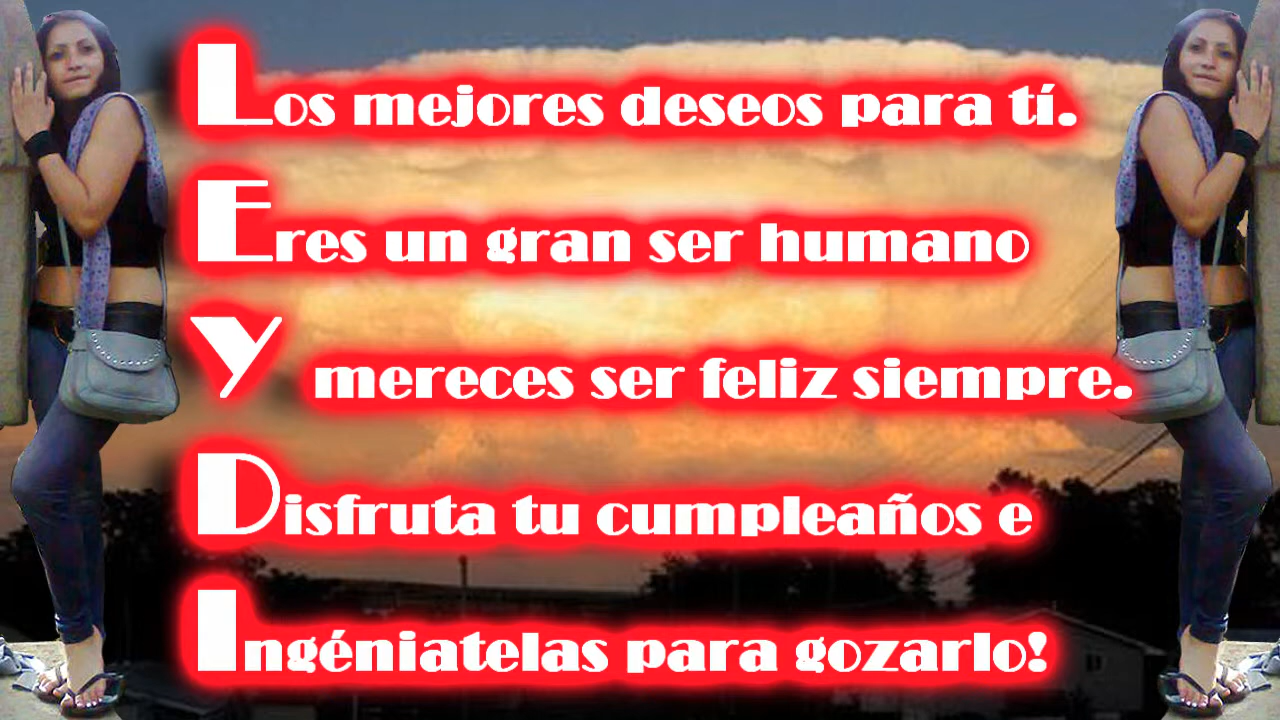 Los mejores deseos para tí.
Eres un gran ser humano
Y mereces ser feliz siempre.
Disfruta tu cumpleaños e
Ingéniatelas para gozarlo!